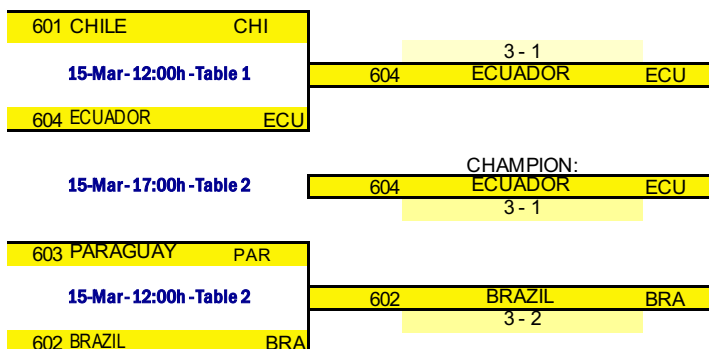 601 CHILE CHI
3 - 1
15-Mar-12:00h-Table 1
604 ECUADOR ECU
604 ECUADOR ECU
CHAMPION:
15-Mar-17:00h-Table 2
604 ECUADOR ECU
3 - 1
603 PARAGUAY PAR
15-Mar-12:00h-Table 2
602 BRAZIL BRA
3 - 2
602 BRAZIL BRA